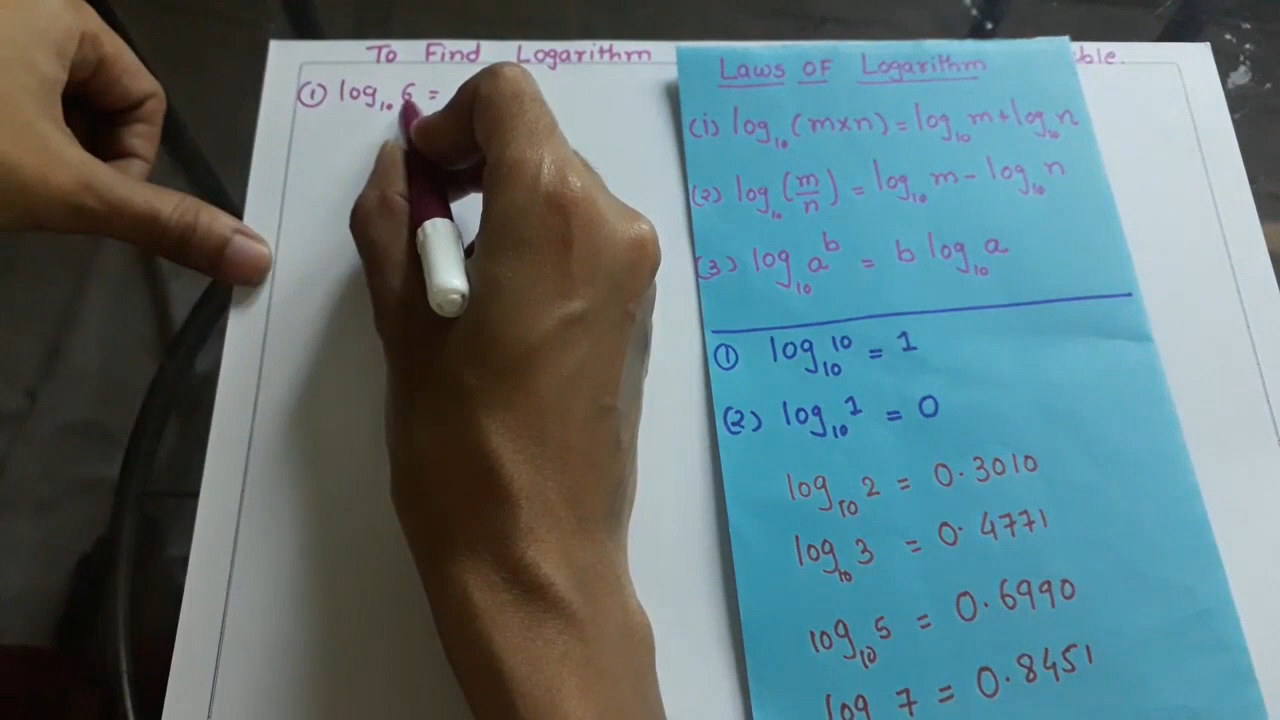 To Find Logarithm
① log₁₀ 6 =
Laws OF Logarithm
(i) log₁₀ (m×n) = log₁₀ m + log₁₀ n
(2) log₁₀ (m/n) = log₁₀ m - log₁₀ n
(3) log₁₀ aᵇ = b log₁₀ a
① log₁₀ 10 = 1
(2) log₁₀ 1 = 0
log₁₀ 2 = 0.3010
log₁₀ 3 = 0.4771
log₁₀ 5 = 0.6990
log 7 = 0.8451